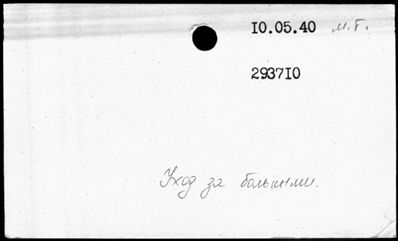 10.05.40 м.г.
293710
Уход за больными.